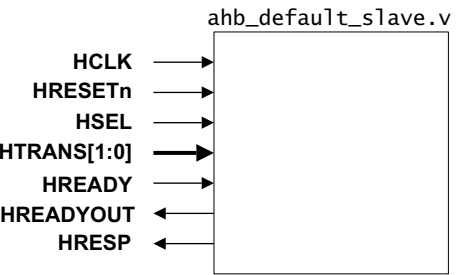 ahb_default_slave.v
HCLK
HRESETn
HSEL
HTRANS[1:0]
HREADY
HREADYOUT
HRESP